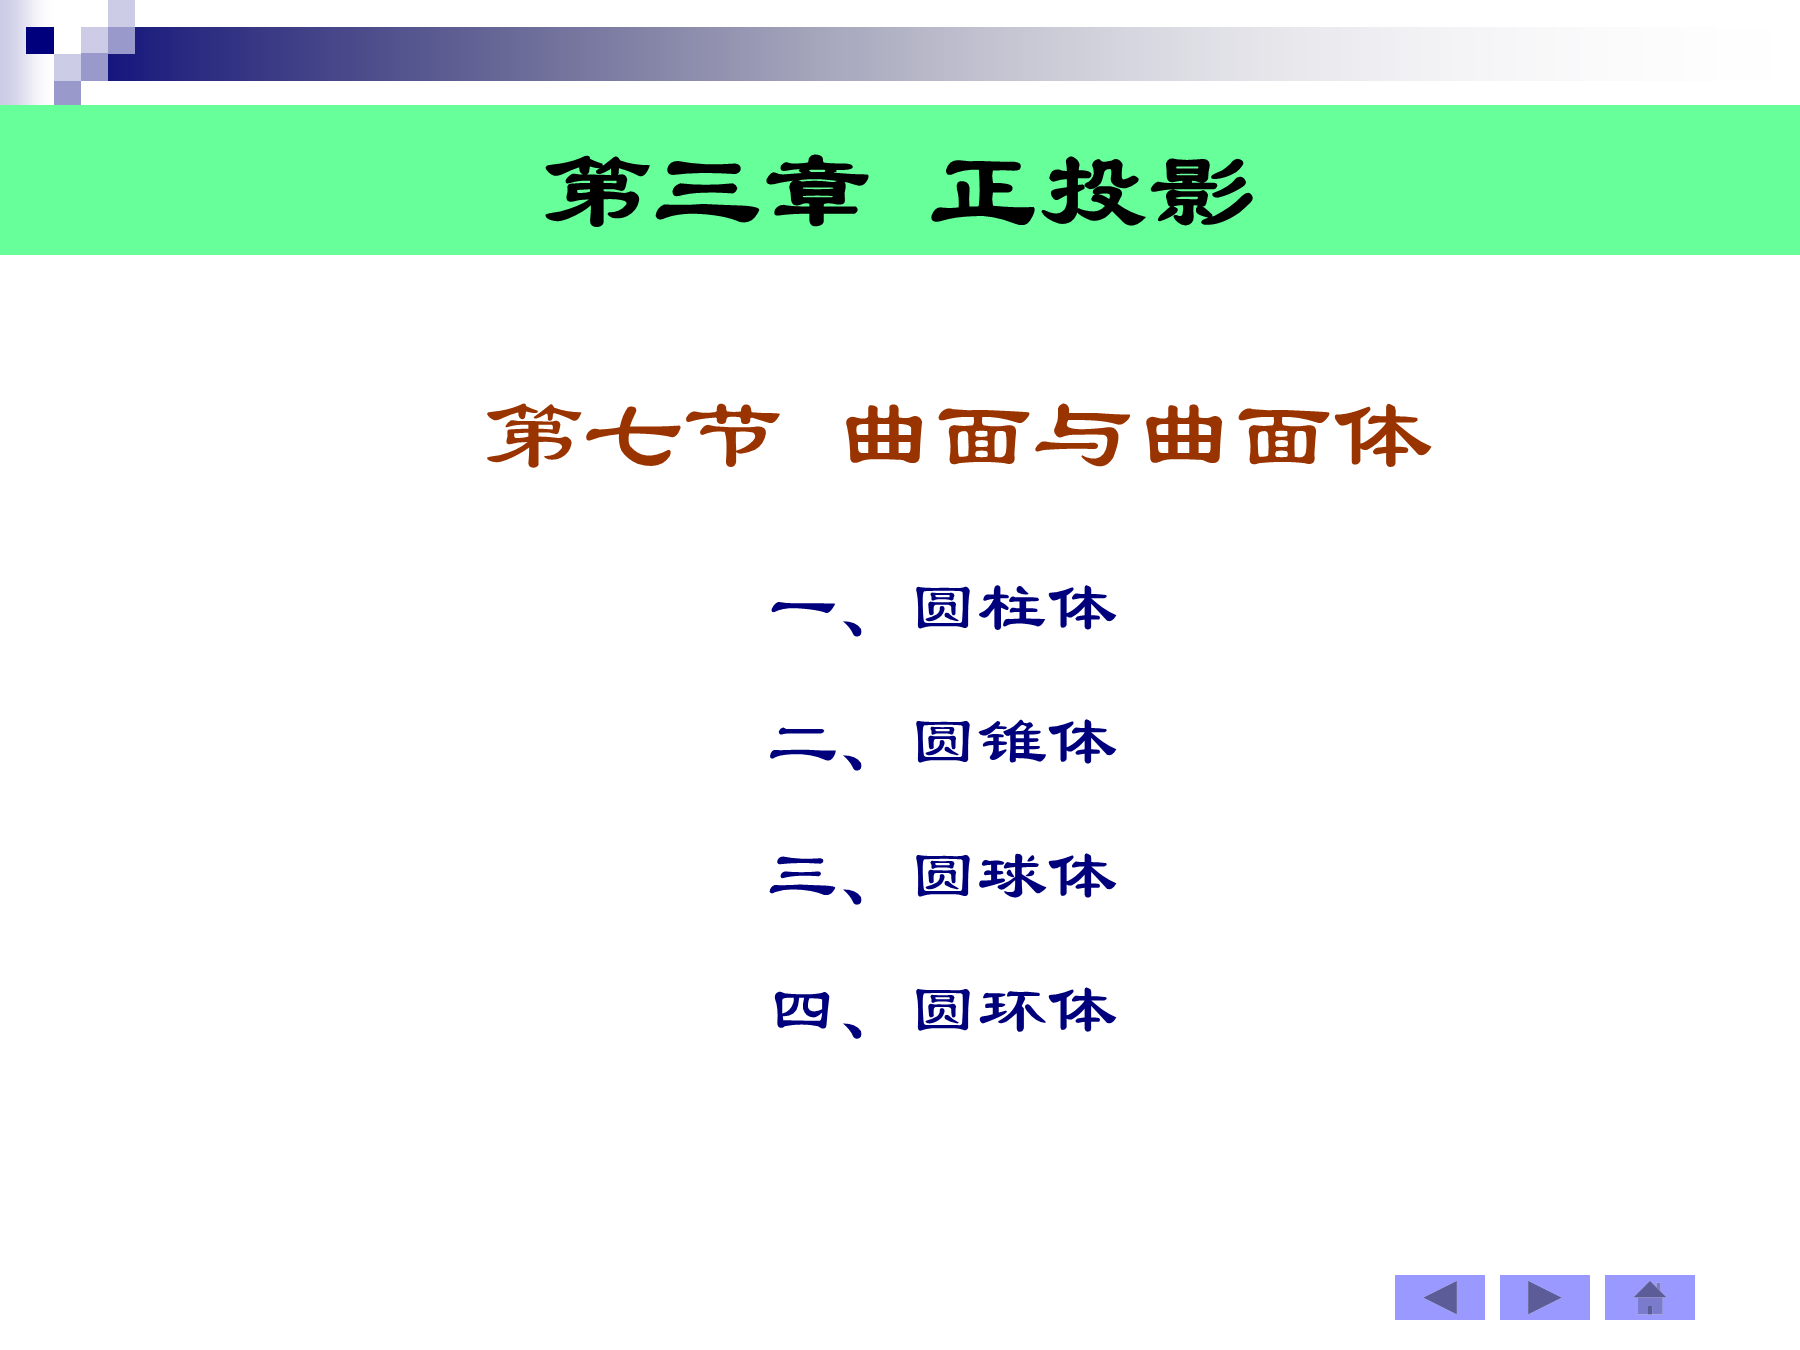 第三章 正投影
第七节 曲面与曲面体
一、圆柱体
二、圆锥体
三、圆球体
四、圆环体